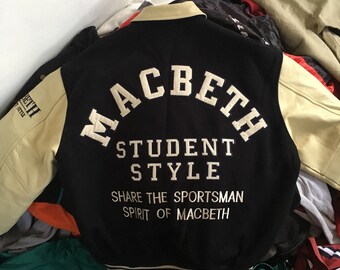 MACBETH
STUDENT
STYLE
SHARE THE SPORTSMAN
SPIRIT OF MACBETH